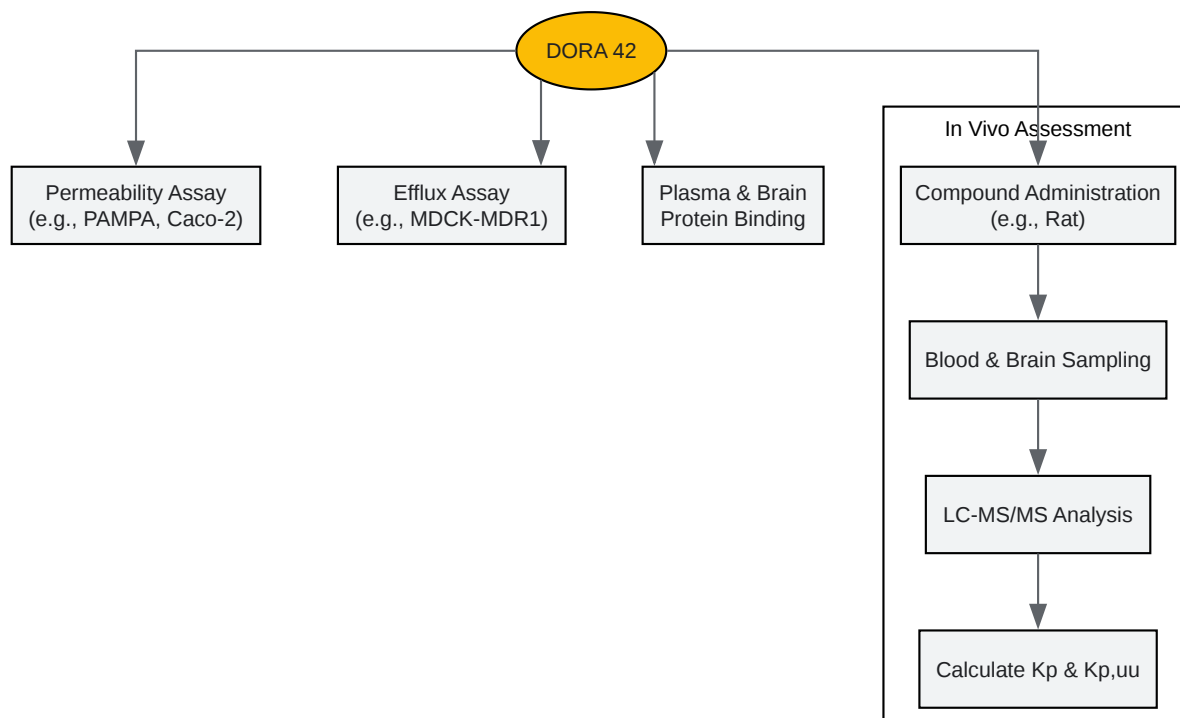 DORA 42
In Vivo Assessment
Permeability Assay
(e.g., PAMPA, Caco-2)
Efflux Assay
(e.g., MDCK-MDR1)
Plasma & Brain
Protein Binding
Compound Administration
(e.g., Rat)
Blood & Brain Sampling
LC-MS/MS Analysis
Calculate Kp & Kp,uu